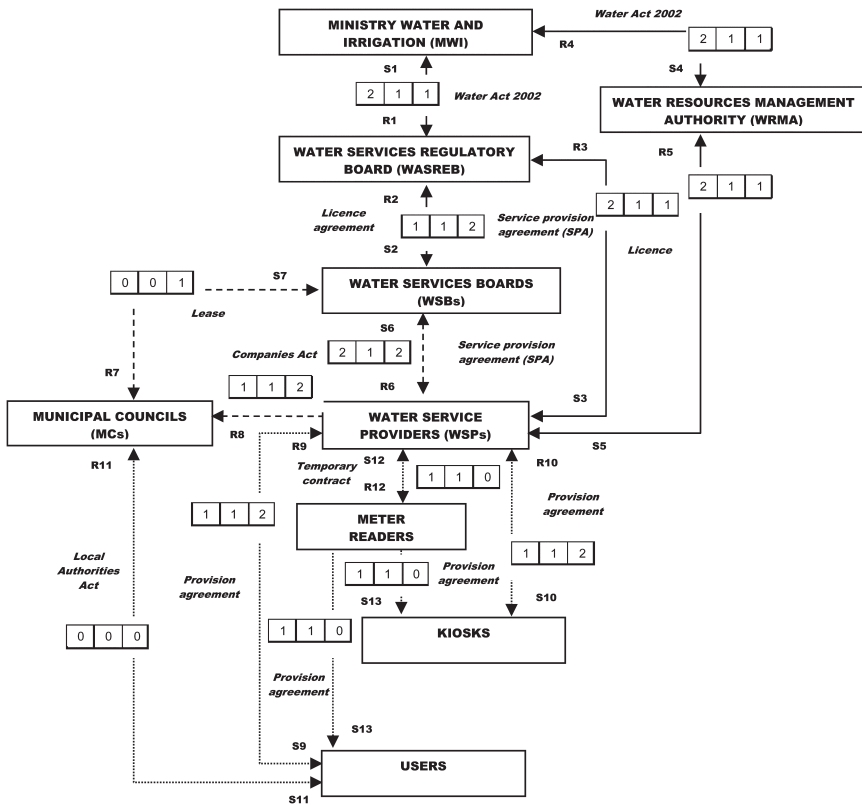 Water Act 2002
MINISTRY WATER AND
IRRIGATION (MWI)
R4
2 1 1
S1
S4
2 1 1
Water Act 2002
WATER RESOURCES MANAGEMENT
AUTHORITY (WRMA)
R1
WATER SERVICES REGULATORY
BOARD (WASREB)
R3
R5
R2
2 1 1
2 1 1
Licence
agreement
1 1 2
Service provision
agreement (SPA)
Licence
S2
S7
0 0 1
WATER SERVICES BOARDS
(WSBs)
Lease
S6
Companies Act
2 1 2
Service provision
agreement (SPA)
R7
1 1 2
R6
S3
MUNICIPAL COUNCILS
(MCs)
WATER SERVICE
PROVIDERS (WSPs)
R8
R9
S5
R11
S12
R10
Temporary
contract
1 1 0
R12
1 1 2
Provision
agreement
METER
READERS
Local
Authorities
Act
Provision
agreement
1 1 0
Provision
agreement
1 1 2
S13
S10
0 0 0
1 1 0
KIOSKS
Provision
agreement
S13
S9
USERS
S11